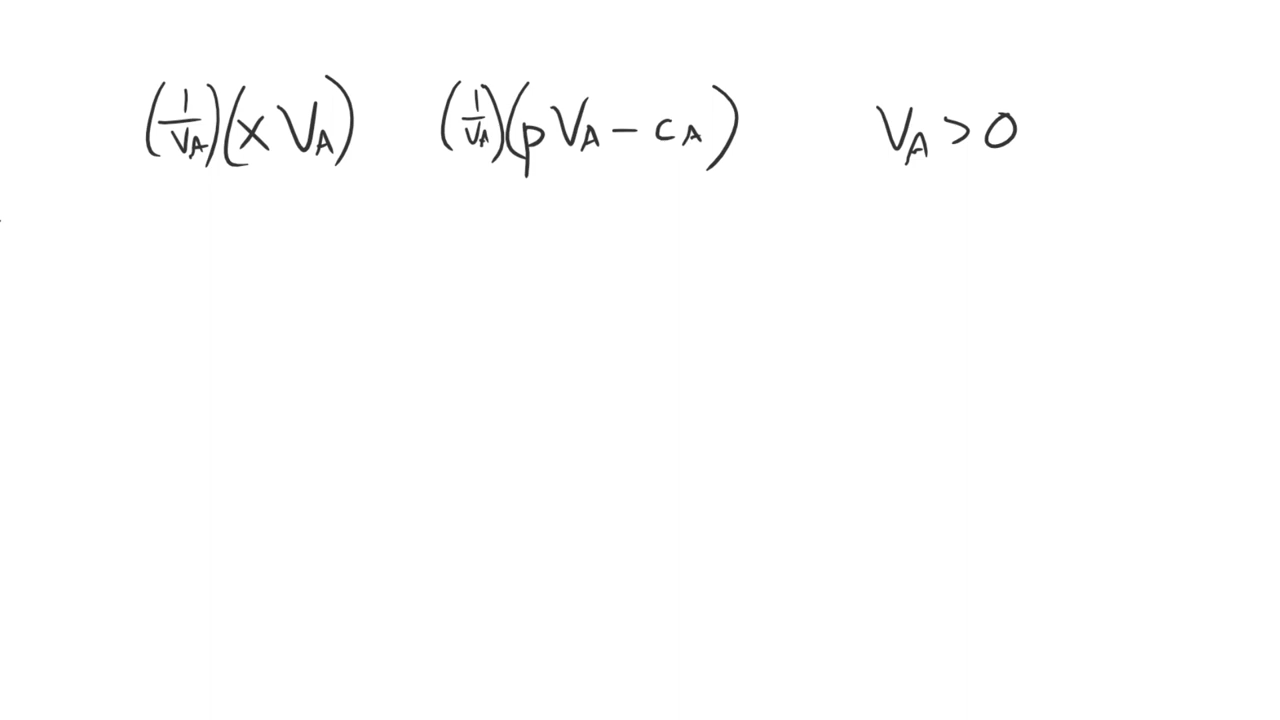 (1/V_A)(x V_A) (1/V_A)(p V_A − c_A) V_A > 0